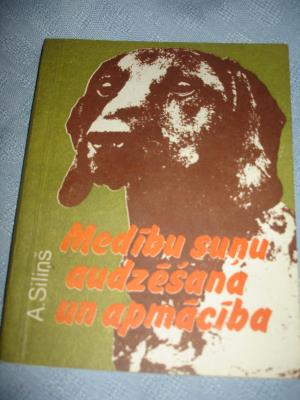 A. Siliņš
Medību suņu
audzēšana
un apmācība